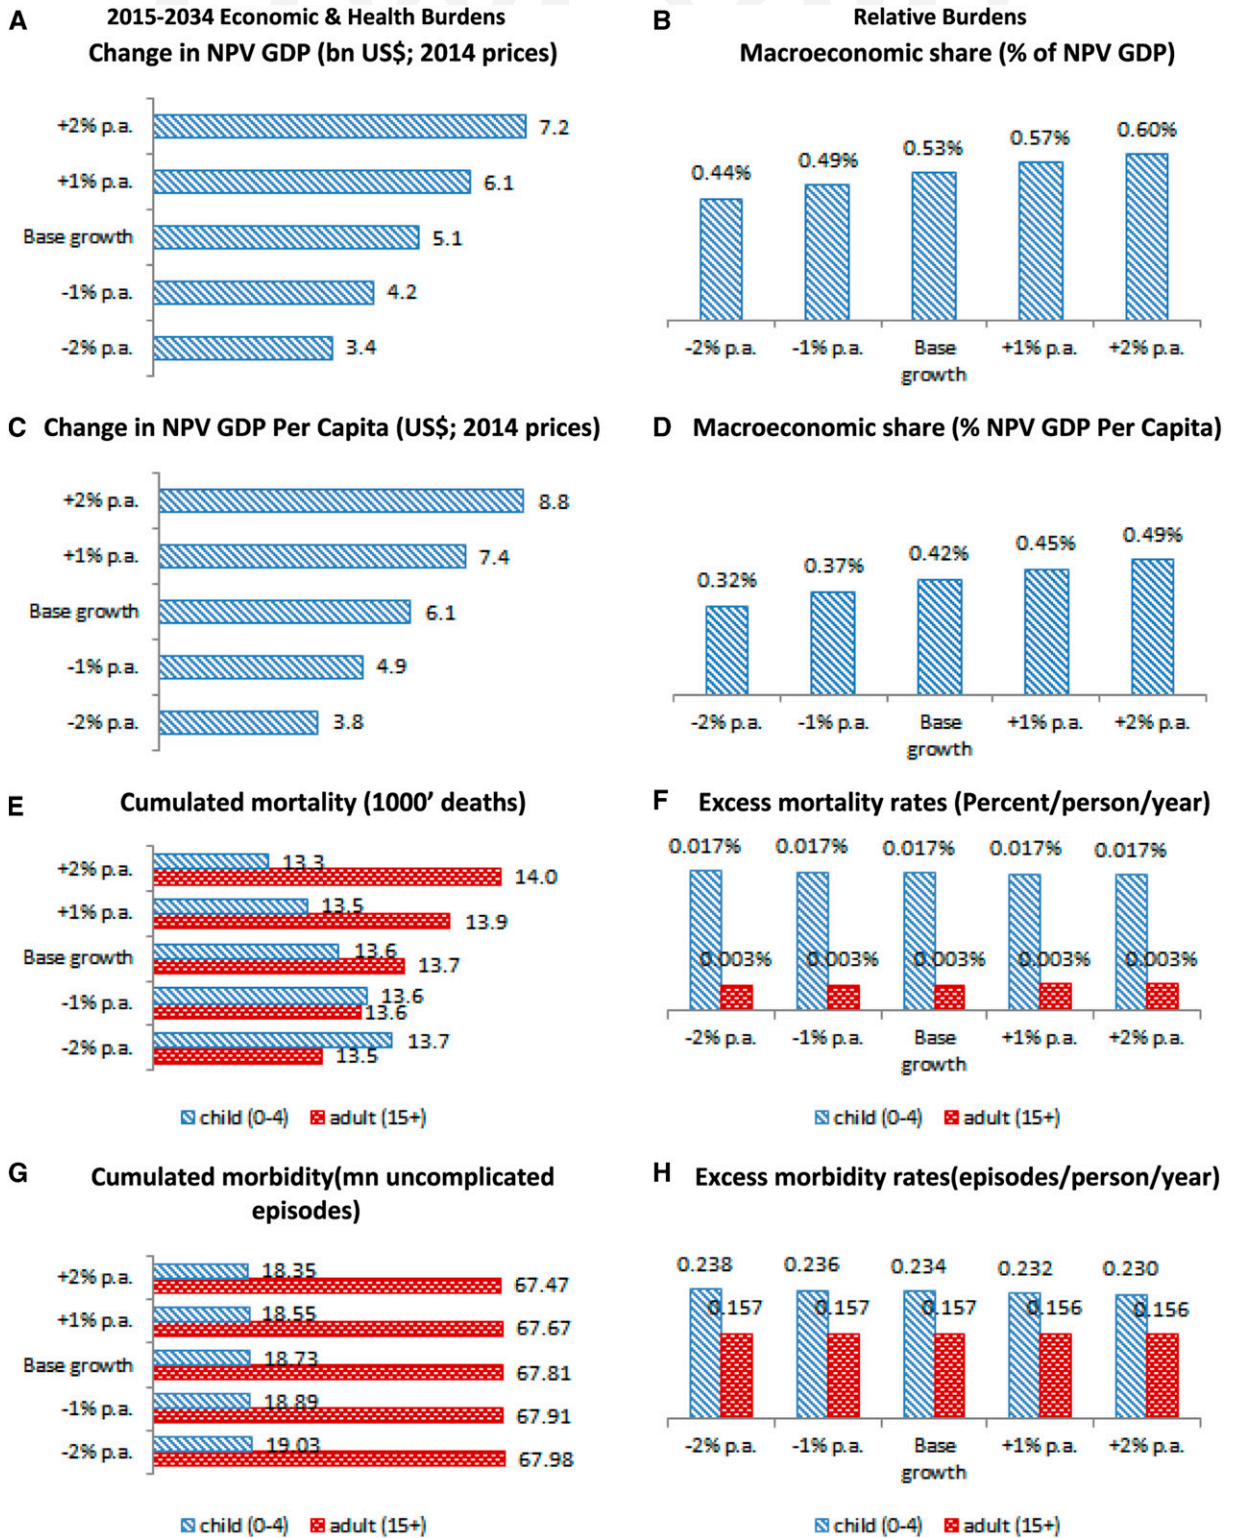 A
2015-2034 Economic & Health Burdens
Change in NPV GDP (bn US$; 2014 prices)
+2% p.a.
7.2
+1% p.a.
6.1
Base growth
5.1
-1% p.a.
4.2
-2% p.a.
3.4
B
Relative Burdens
Macroeconomic share (% of NPV GDP)
0.44%
0.49%
0.53%
0.57%
0.60%
-2% p.a.
-1% p.a.
Base
growth
+1% p.a.
+2% p.a.
C
Change in NPV GDP Per Capita (US$; 2014 prices)
+2% p.a.
8.8
+1% p.a.
7.4
Base growth
6.1
-1% p.a.
4.9
-2% p.a.
3.8
D
Macroeconomic share (% NPV GDP Per Capita)
0.32%
0.37%
0.42%
0.45%
0.49%
-2% p.a.
-1% p.a.
Base
growth
+1% p.a.
+2% p.a.
E
Cumulated mortality (1000' deaths)
+2% p.a.
13.3
14.0
+1% p.a.
13.5
13.9
Base growth
13.6
13.7
-1% p.a.
13.6
13.6
-2% p.a.
13.7
13.5
child (0-4)
adult (15+)
F
Excess mortality rates (Percent/person/year)
0.017%
0.017%
0.017%
0.017%
0.017%
0.003%
0.003%
0.003%
0.003%
0.003%
-2% p.a.
-1% p.a.
Base
growth
+1% p.a.
+2% p.a.
child (0-4)
adult (15+)
G
Cumulated morbidity(mn uncomplicated
episodes)
+2% p.a.
18.35
67.47
+1% p.a.
18.55
67.67
Base growth
18.73
67.81
-1% p.a.
18.89
67.91
-2% p.a.
19.03
67.98
child (0-4)
adult (15+)
H
Excess morbidity rates(episodes/person/year)
0.238
0.236
0.234
0.232
0.230
0.157
0.157
0.157
0.156
0.156
-2% p.a.
-1% p.a.
Base
growth
+1% p.a.
+2% p.a.
child (0-4)
adult (15+)